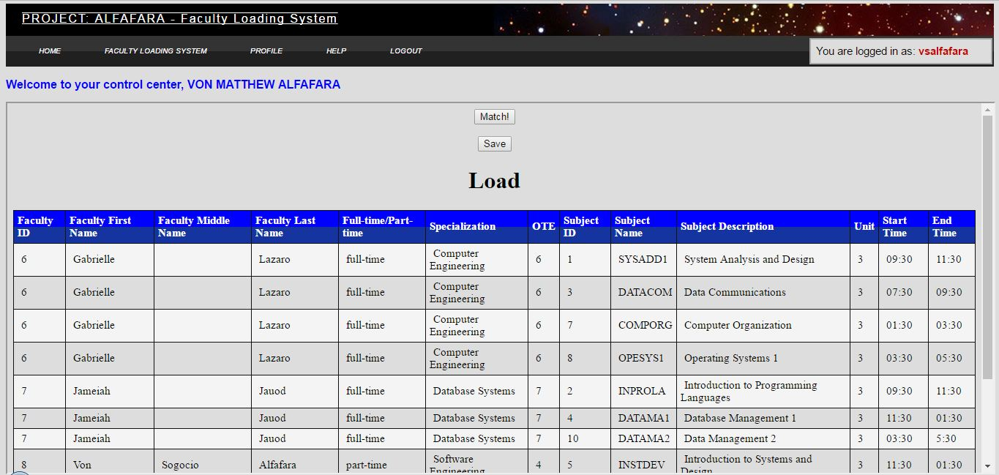 PROJECT: ALFAFARA - Faculty Loading System
HOME FACULTY LOADING SYSTEM PROFILE HELP LOGOUT
You are logged in as: vsalfafara
Welcome to your control center, VON MATTHEW ALFAFARA
Match!
Save
Load
Faculty ID Faculty First Name Faculty Middle Name Faculty Last Name Full-time/Part-time Specialization OTE Subject ID Subject Name Subject Description Unit Start Time End Time
6 Gabrielle Lazaro full-time Computer Engineering 6 1 SYSADD1 System Analysis and Design 3 09:30 11:30
6 Gabrielle Lazaro full-time Computer Engineering 6 3 DATACOM Data Communications 3 07:30 09:30
6 Gabrielle Lazaro full-time Computer Engineering 6 7 COMPORG Computer Organization 3 01:30 03:30
6 Gabrielle Lazaro full-time Computer Engineering 6 8 OPESYS1 Operating Systems 1 3 03:30 05:30
7 Jameiah Jauod full-time Database Systems 7 2 INPROLA Introduction to Programming Languages 3 09:30 11:30
7 Jameiah Jauod full-time Database Systems 7 4 DATAMA1 Database Management 1 3 11:30 01:30
7 Jameiah Jauod full-time Database Systems 7 10 DATAMA2 Data Management 2 3 03:30 5:30
8 Von Sogocio Alfafara part-time Software Engineering 4 5 INSTDEV Introduction to Systems and Design 3 11:30 01:30